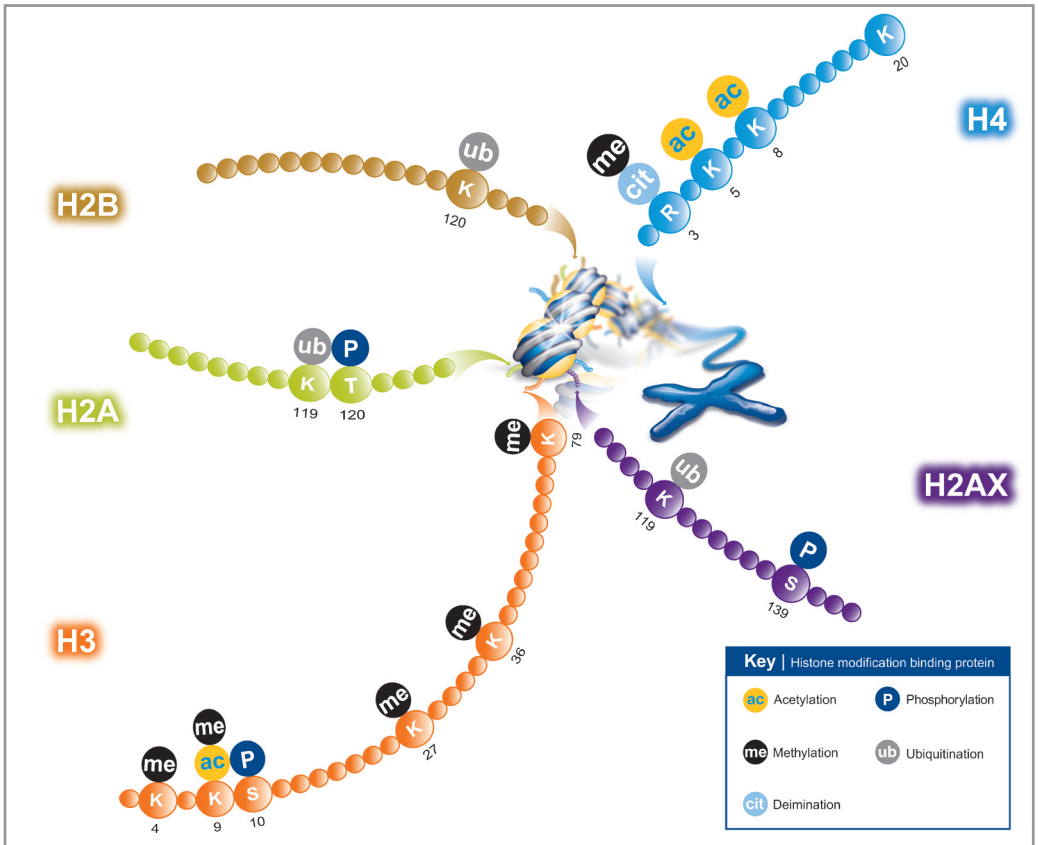 K
20
ac
H4
ac
K
8
me
ub
ac
K
cit
5
H2B
K
R
120
3
ub
P
K
T
H2A
119
120
me
K
79
ub
H2AX
K
119
P
S
139
me
H3
K
36
me
K
27
me
me
ac
P
K
K
S
4
9
10
Key | Histone modification binding protein
ac Acetylation
P Phosphorylation
me Methylation
ub Ubiquitination
cit Deimination